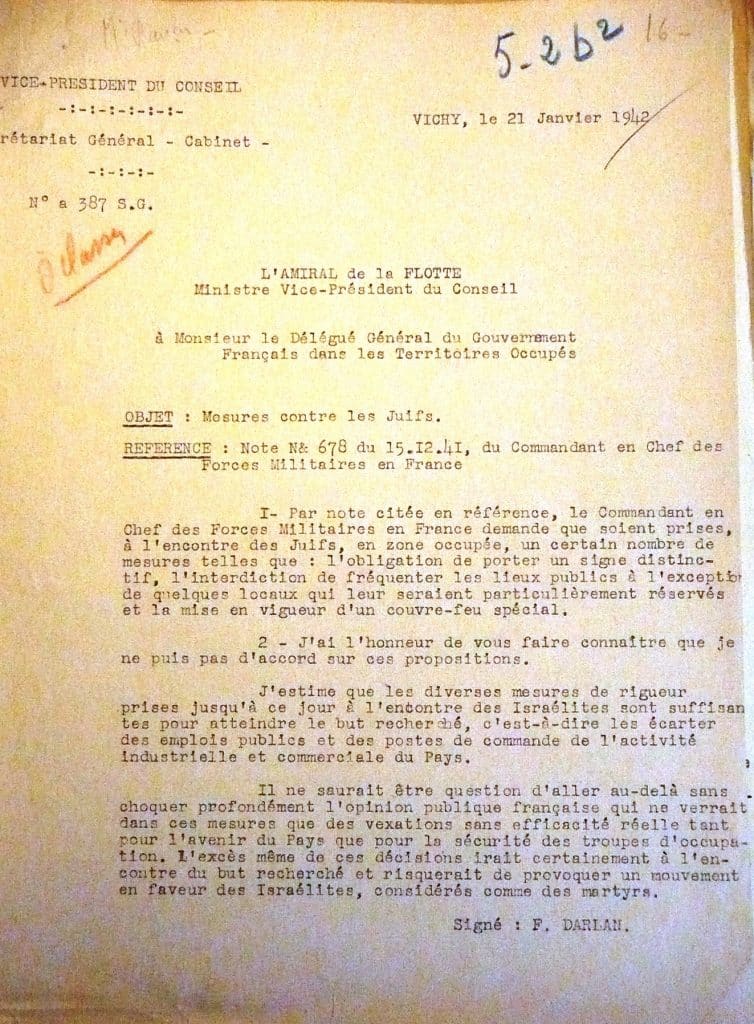 5-2b2 16-
VICE-PRESIDENT DU CONSEIL
-:-:-:-:-:-:-
VICHY, le 21 Janvier 1942
rétariat Général - Cabinet -
-:-:-:-
N° a 387 S.G.
L'AMIRAL de la FLOTTE
Ministre Vice-Président du Conseil
à Monsieur le Délégué Général du Gouvernment
Français dans les Territoires Occupés
OBJET : Mesures contre les Juifs.
REFERENCE : Note N& 678 du 15.12.41, du Commandant en Chef des
Forces Militaires en France
I- Par note citée en référence, le Commandant en
Chef des Forces Militaires en France demande que soient prises,
à l'encontre des Juifs, en zone occupée, un certain nombre de
mesures telles que : l'obligation de porter un signe distinc-
tif, l'interdiction de fréquenter les lieux publics à l'exception
de quelques locaux qui leur seraient particulièrement réservés
et la mise en vigueur d'un couvre-feu spécial.
2 - J'ai l'honneur de vous faire connaître que je
ne puis pas d'accord sur ces propositions.
J'estime que les diverses mesures de rigueur
prises jusqu'à ce jour à l'encontre des Israélites sont suffisan
tes pour atteindre le but recherché, c'est-à-dire les écarter
des emplois publics et des postes de commande de l'activité
industrielle et commerciale du Pays.
Il ne saurait être question d'aller au-delà sans
choquer profondément l'opinion publique française qui ne verrait
dans ces mesures que des vexations sans efficacité réelle tant
pour l'avenir du Pays que pour la sécurité des troupes d'occupa-
tion. L'excès même de ces décisions irait certainement à l'en-
contre du but recherché et risquerait de provoquer un mouvement
en faveur des Israélites, considérés comme des martyrs.
Signé : F. DARLAN.